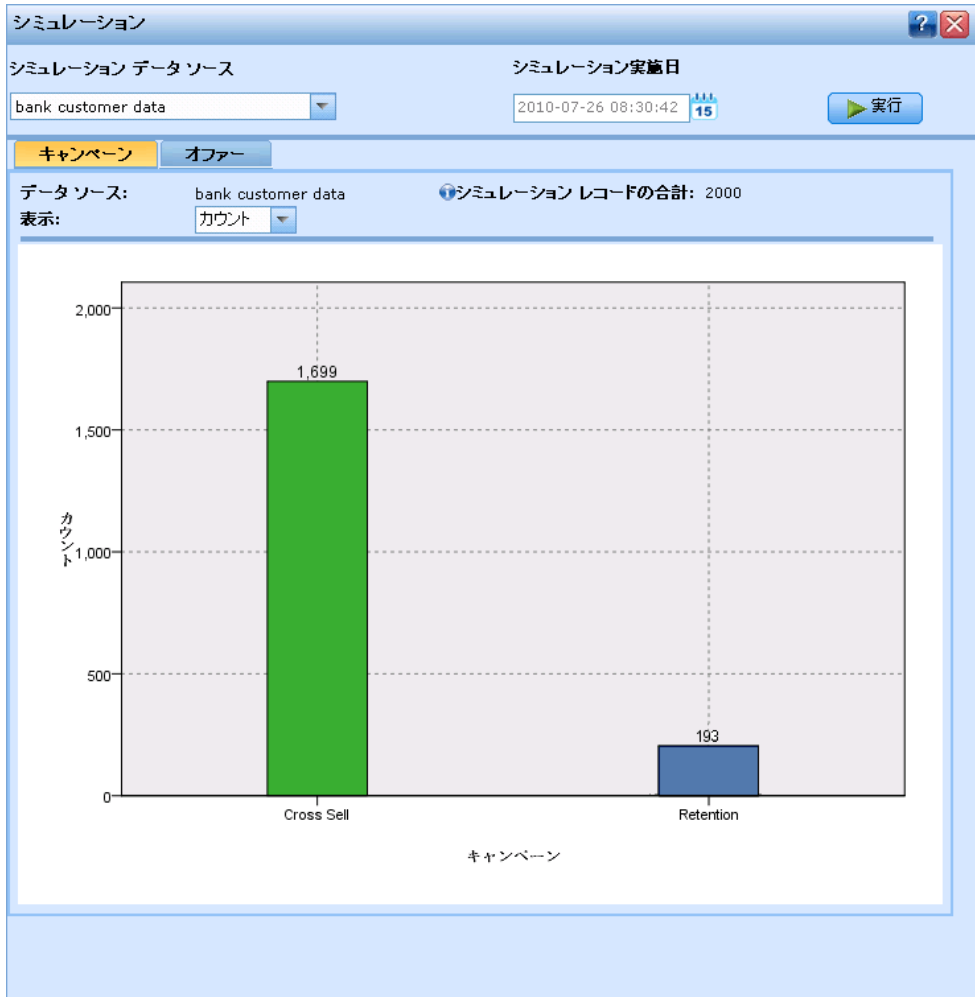 シミュレーション
?
シミュレーション データ ソース
シミュレーション実施日
bank customer data
2010-07-26 08:30:42
15
実行
キャンペーン
オファー
データ ソース: bank customer data
シミュレーション レコードの合計: 2000
表示: カウント
2,000
1,699
1,500
カウント
1,000
500
193
0
Cross Sell
Retention
キャンペーン